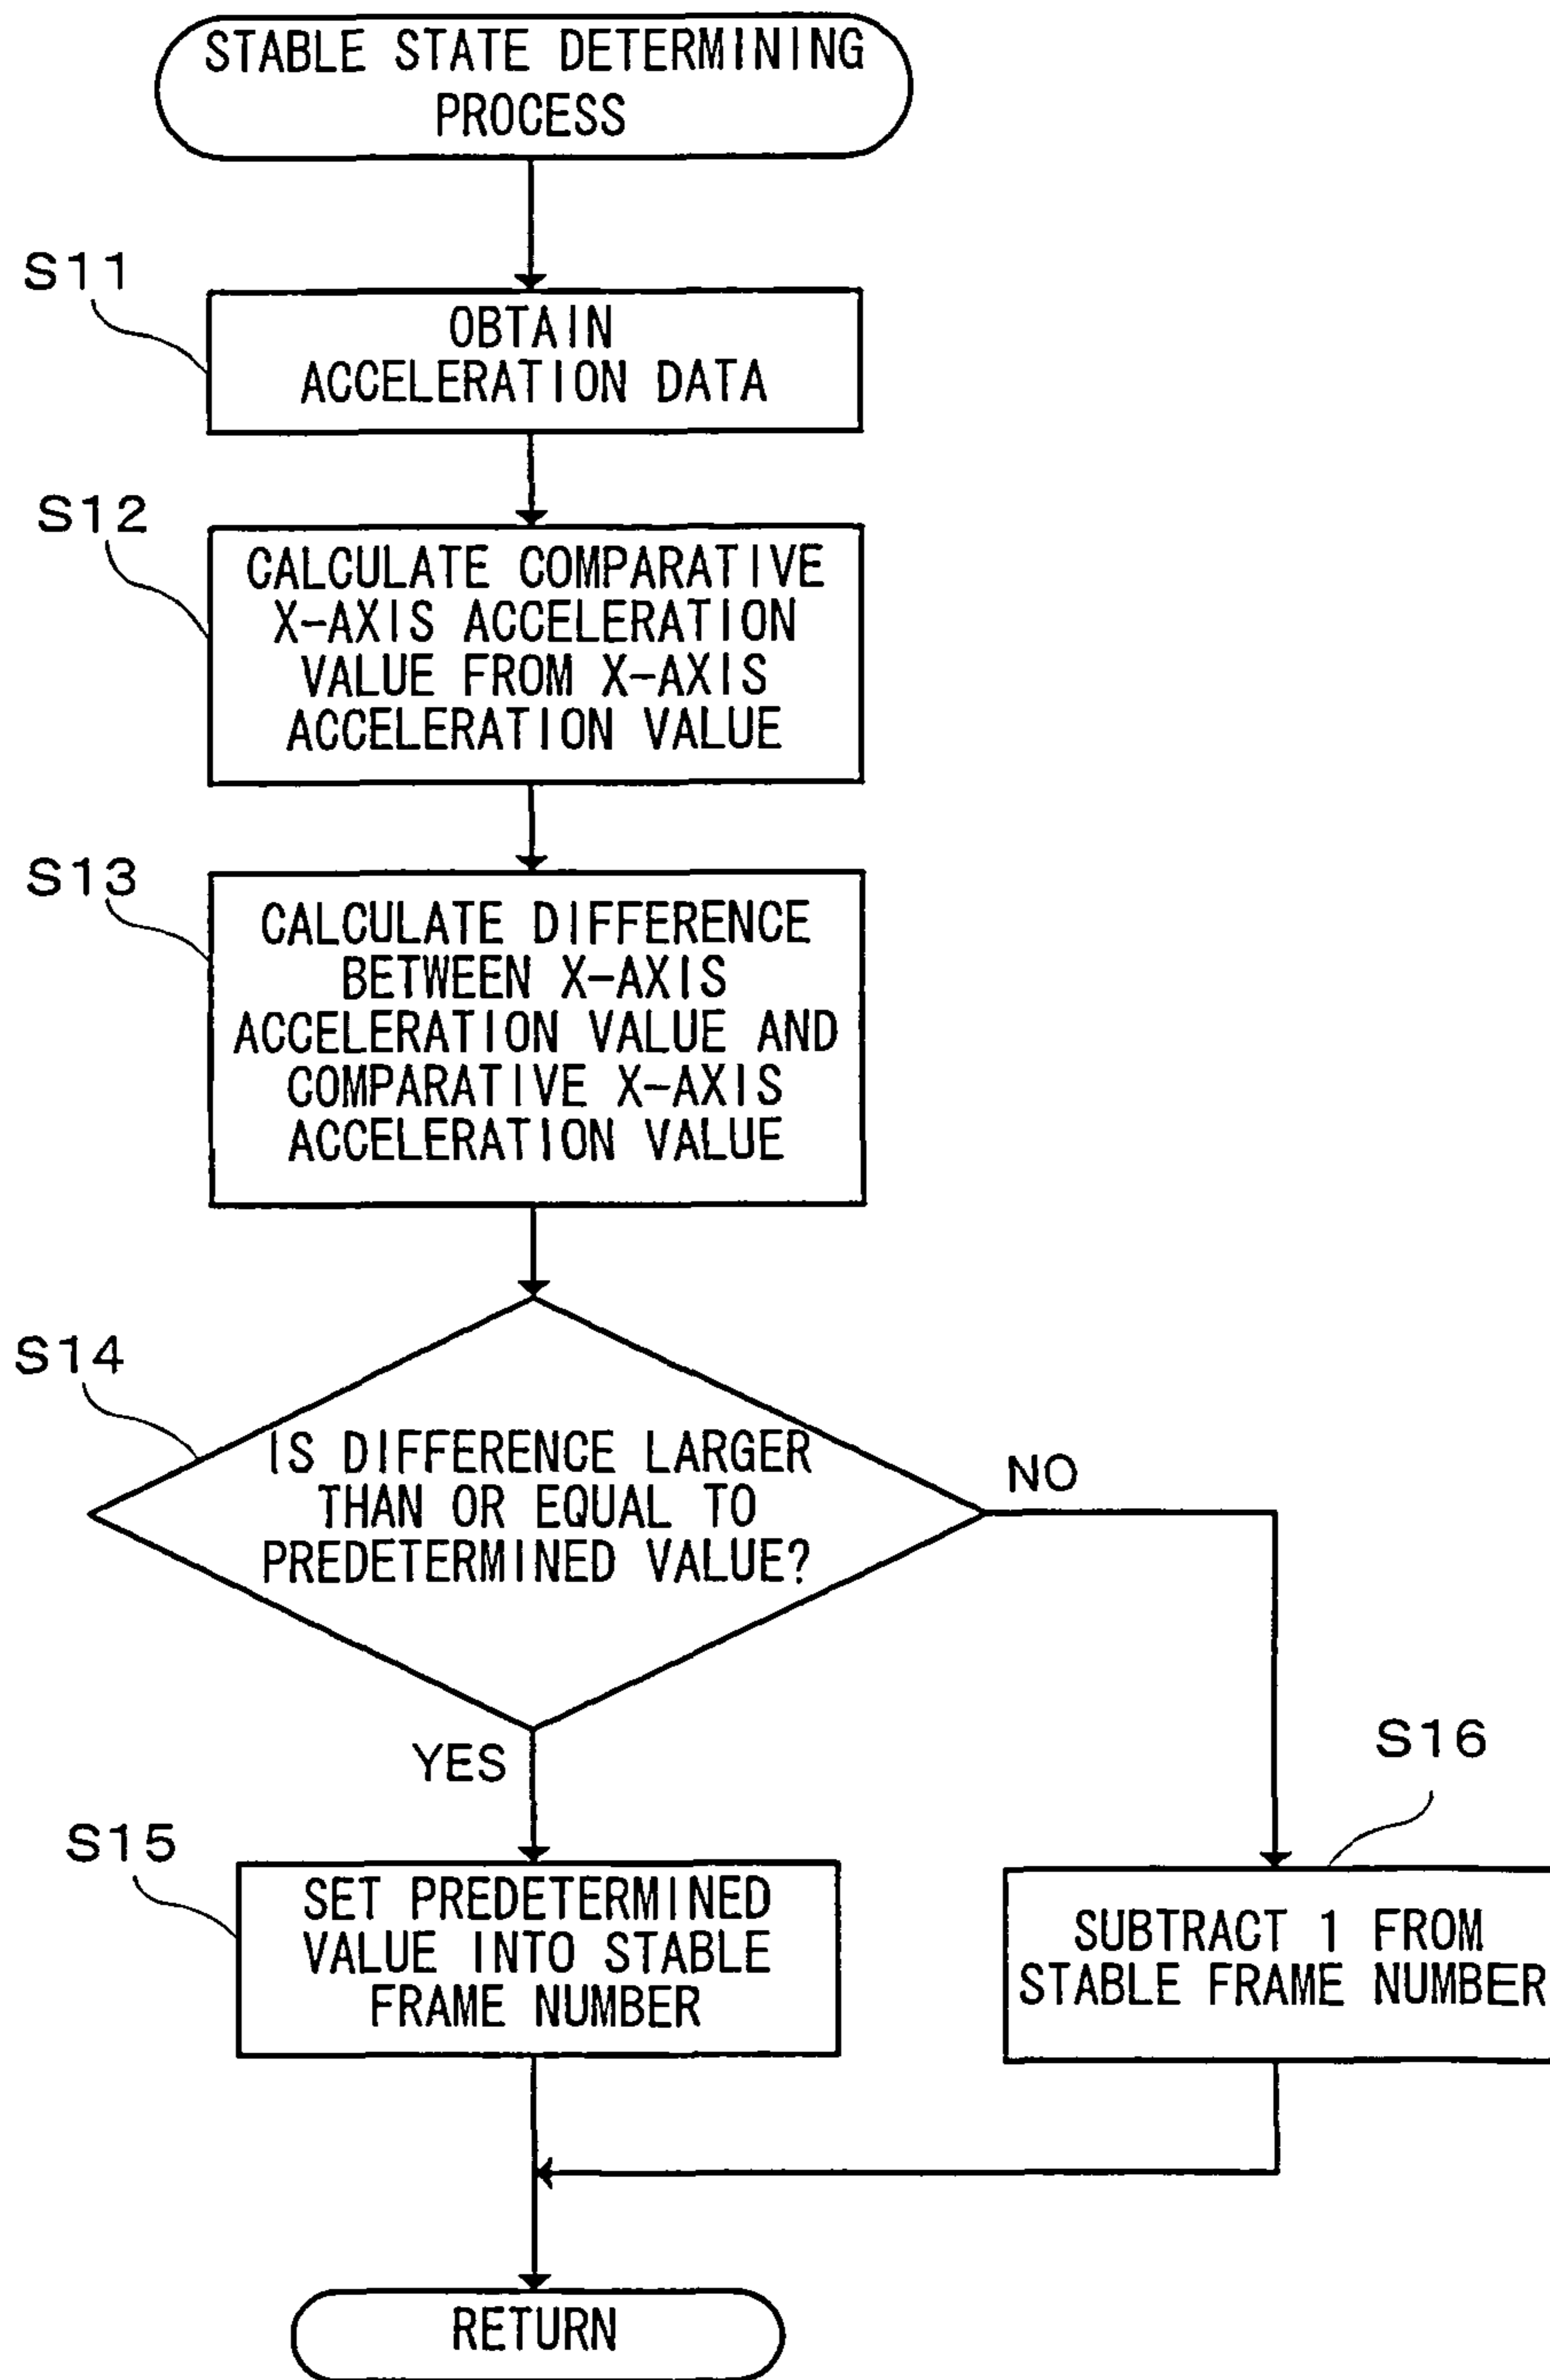 STABLE STATE DETERMINING
PROCESS
S11
OBTAIN
ACCELERATION DATA
S12
CALCULATE COMPARATIVE
X-AXIS ACCELERATION
VALUE FROM X-AXIS
ACCELERATION VALUE
S13
CALCULATE DIFFERENCE
BETWEEN X-AXIS
ACCELERATION VALUE AND
COMPARATIVE X-AXIS
ACCELERATION VALUE
S14
IS DIFFERENCE LARGER
THAN OR EQUAL TO
PREDETERMINED VALUE?
NO
YES
S15
SET PREDETERMINED
VALUE INTO STABLE
FRAME NUMBER
S16
SUBTRACT 1 FROM
STABLE FRAME NUMBER
RETURN